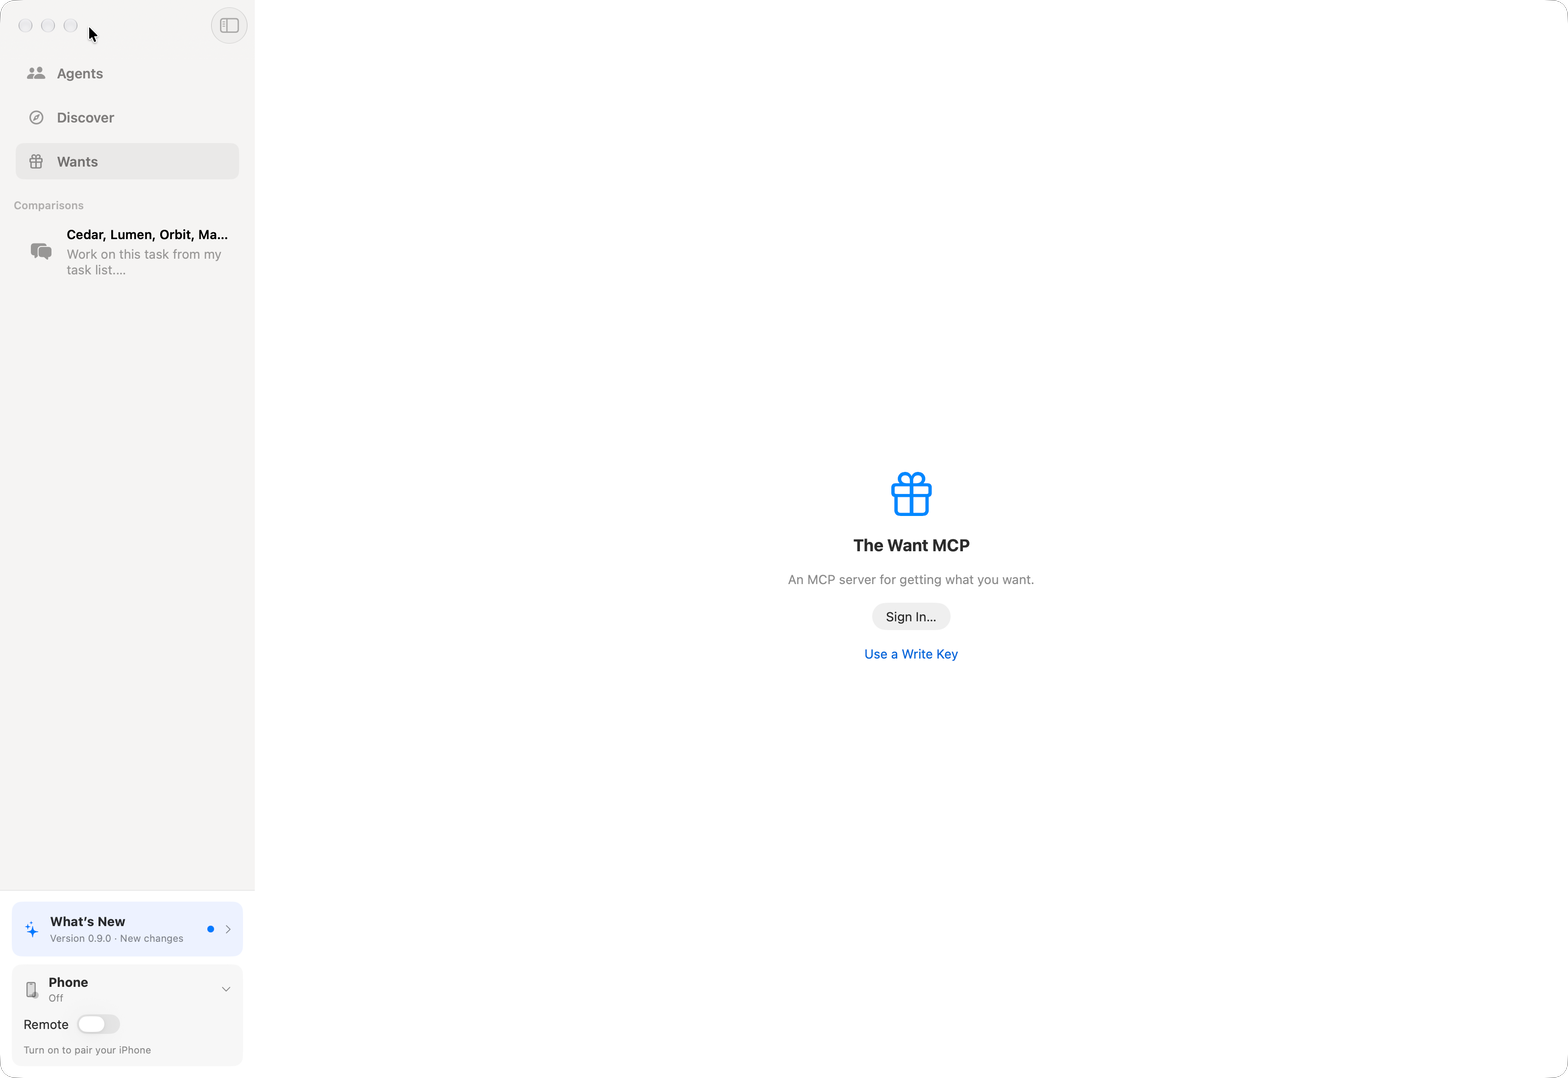 Agents
Discover
Wants
Comparisons
Cedar, Lumen, Orbit, Ma...
Work on this task from my
task list....
The Want MCP
An MCP server for getting what you want.
Sign In...
Use a Write Key
What's New
Version 0.9.0 · New changes
Phone
Off
Remote
Turn on to pair your iPhone